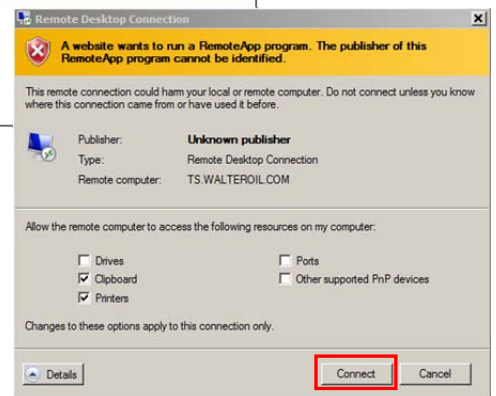 Remote Desktop Connection
A website wants to run a RemoteApp program. The publisher of this
RemoteApp program cannot be identified.
This remote connection could harm your local or remote computer. Do not connect unless you know
where this connection came from or have used it before.
Publisher: Unknown publisher
Type: Remote Desktop Connection
Remote computer: TS.WALTEROIL.COM
Allow the remote computer to access the following resources on my computer:
Drives Ports
Clipboard Other supported PnP devices
Printers
Changes to these options apply to this connection only.
Details Connect Cancel